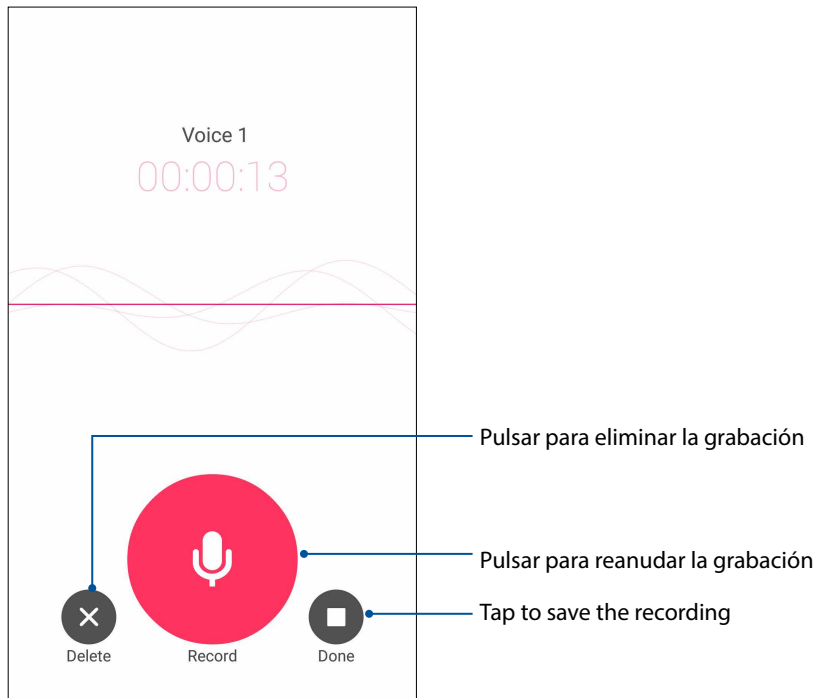 Voice 1
00:00:13
Pulsar para eliminar la grabación
Pulsar para reanudar la grabación
Tap to save the recording
Delete
Record
Done